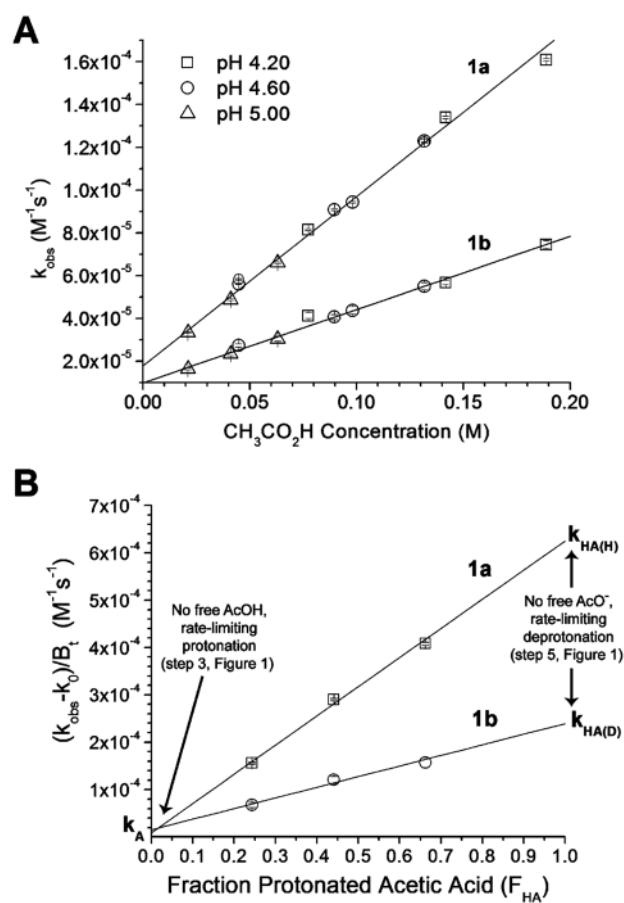 A
□ pH 4.20
○ pH 4.60
△ pH 5.00
1a
1b
1.6x10⁻⁴
1.4x10⁻⁴
1.2x10⁻⁴
1.0x10⁻⁴
8.0x10⁻⁵
6.0x10⁻⁵
4.0x10⁻⁵
2.0x10⁻⁵
k_obs (M⁻¹s⁻¹)
0.00 0.05 0.10 0.15 0.20
CH₃CO₂H Concentration (M)
B
7x10⁻⁴
6x10⁻⁴
5x10⁻⁴
4x10⁻⁴
3x10⁻⁴
2x10⁻⁴
1x10⁻⁴
k_A
(k_obs-k₀)/B_t (M⁻¹s⁻¹)
No free AcOH,
rate-limiting
protonation
(step 3, Figure 1)
1a
1b
k_HA(H)
No free AcO⁻,
rate-limiting
deprotonation
(step 5, Figure 1)
k_HA(D)
0.0 0.1 0.2 0.3 0.4 0.5 0.6 0.7 0.8 0.9 1.0
Fraction Protonated Acetic Acid (F_HA)